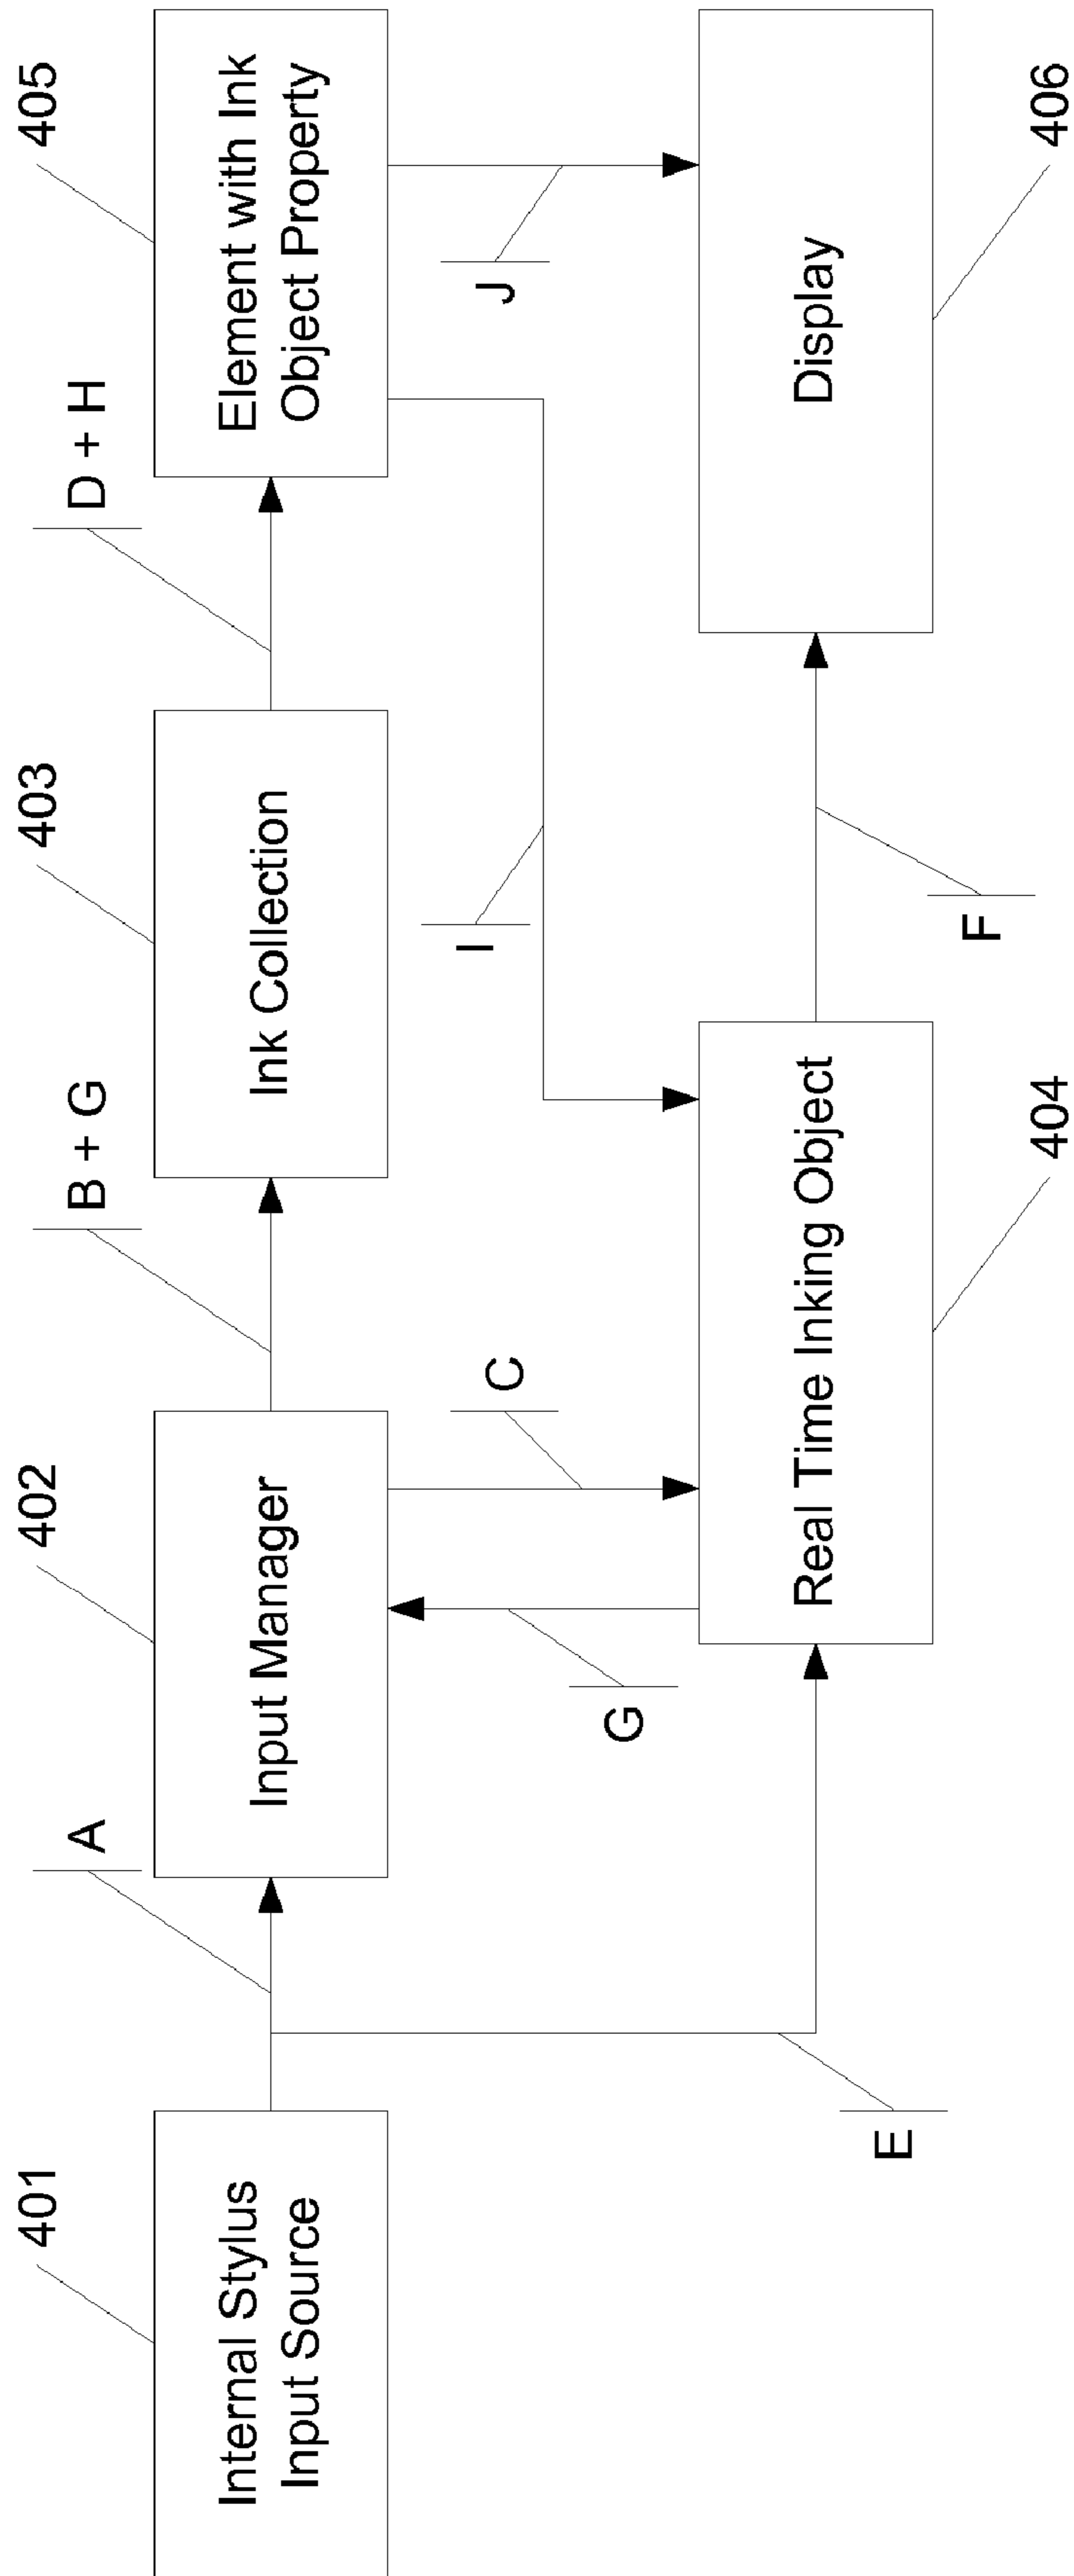 401
402
403
405
A
B + G
D + H
Internal Stylus
Input Source
Input Manager
Ink Collection
Element with Ink
Object Property
G
C
I
J
E
Real Time Inking Object
F
Display
404
406